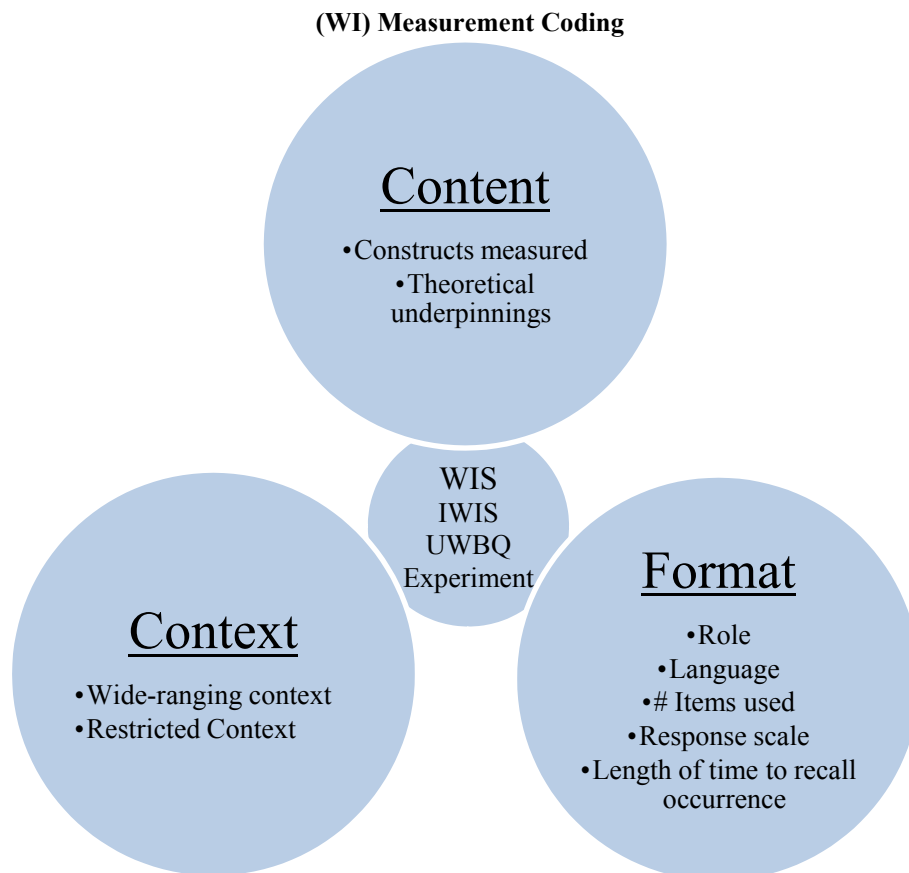 (WI) Measurement Coding
Content
•Constructs measured
•Theoretical
underpinnings
WIS
IWIS
UWBQ
Experiment
Context
•Wide-ranging context
•Restricted Context
Format
•Role
•Language
•# Items used
•Response scale
•Length of time to recall
occurrence